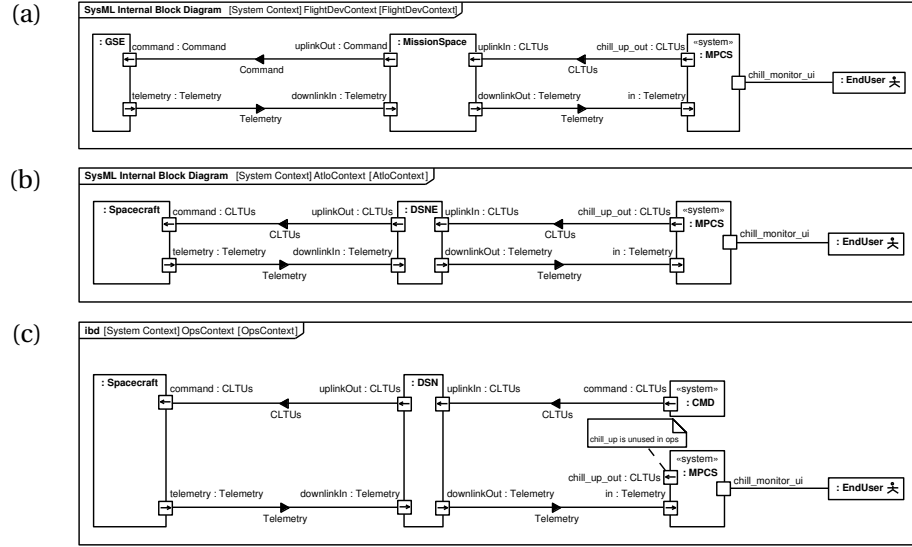 (a)
SysML Internal Block Diagram [System Context] FlightDevContext [FlightDevContext]
: GSE
command : Command
uplinkOut : Command
: MissionSpace
uplinkIn : CLTUs
chill_up_out : CLTUs
«system»
: MPCS
Command
CLTUs
chill_monitor_ui
: EndUser
telemetry : Telemetry
downlinkIn : Telemetry
downlinkOut : Telemetry
in : Telemetry
Telemetry
Telemetry
(b)
SysML Internal Block Diagram [System Context] AtloContext [AtloContext]
: Spacecraft
command : CLTUs
uplinkOut : CLTUs
: DSNE
uplinkIn : CLTUs
chill_up_out : CLTUs
«system»
: MPCS
CLTUs
CLTUs
chill_monitor_ui
: EndUser
telemetry : Telemetry
downlinkIn : Telemetry
downlinkOut : Telemetry
in : Telemetry
Telemetry
Telemetry
(c)
ibd [System Context] OpsContext [OpsContext]
: Spacecraft
command : CLTUs
uplinkOut : CLTUs
: DSN
uplinkIn : CLTUs
command : CLTUs
«system»
: CMD
CLTUs
CLTUs
chill_up is unused in ops
«system»
: MPCS
chill_up_out : CLTUs
chill_monitor_ui
: EndUser
telemetry : Telemetry
downlinkIn : Telemetry
downlinkOut : Telemetry
in : Telemetry
Telemetry
Telemetry